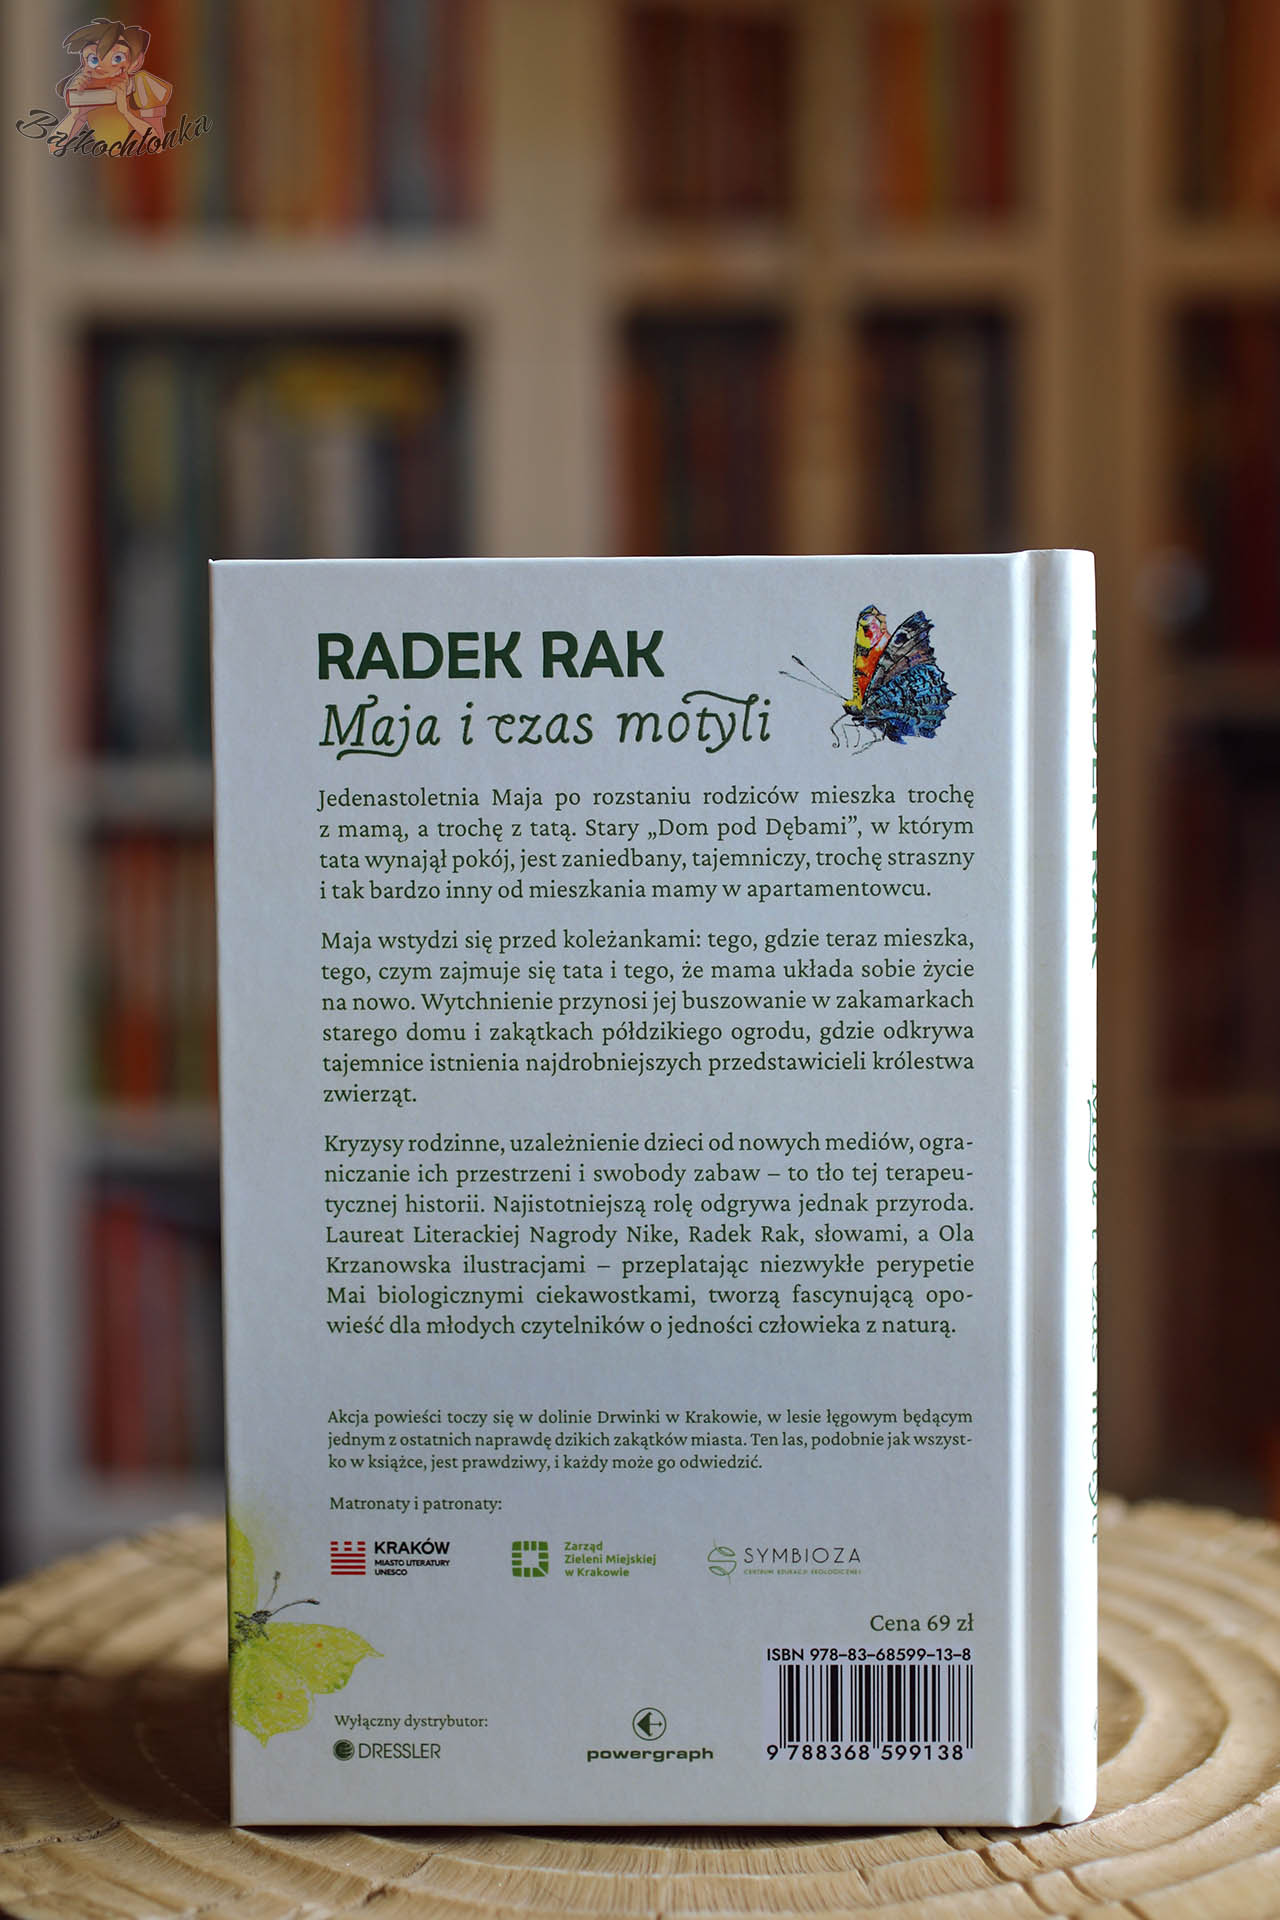 Bajkochłonka
RADEK RAK
Maja i czas motyli
Jedenastoletnia Maja po rozstaniu rodziców mieszka trochę
z mamą, a trochę z tatą. Stary „Dom pod Dębami”, w którym
tata wynajął pokój, jest zaniedbany, tajemniczy, trochę straszny
i tak bardzo inny od mieszkania mamy w apartamentowcu.
Maja wstydzi się przed koleżankami: tego, gdzie teraz mieszka,
tego, czym zajmuje się tata i tego, że mama układa sobie życie
na nowo. Wytchnienie przynosi jej buszowanie w zakamarkach
starego domu i zakątkach półdzikiego ogrodu, gdzie odkrywa
tajemnice istnienia najdrobniejszych przedstawicieli królestwa
zwierząt.
Kryzysy rodzinne, uzależnienie dzieci od nowych mediów, ogra-
niczanie ich przestrzeni i swobody zabaw – to tło tej terapeu-
tycznej historii. Najistotniejszą rolę odgrywa jednak przyroda.
Laureat Literackiej Nagrody Nike, Radek Rak, słowami, a Ola
Krzanowska ilustracjami – przeplatając niezwykłe perypetie
Mai biologicznymi ciekawostkami, tworzą fascynującą opo-
wieść dla młodych czytelników o jedności człowieka z naturą.
Akcja powieści toczy się w dolinie Drwinki w Krakowie, w lesie łęgowym będącym
jednym z ostatnich naprawdę dzikich zakątków miasta. Ten las, podobnie jak wszyst-
ko w książce, jest prawdziwy, i każdy może go odwiedzić.
Matronaty i patronaty:
KRAKÓW
MIASTO LITERATURY
UNESCO
Zarząd
Zieleni Miejskiej
w Krakowie
SYMBIOZA
CENTRUM EDUKACJI EKOLOGICZNEJ
Cena 69 zł
ISBN 978-83-68599-13-8
9 788368 599138
Wyłączny dystrybutor:
DRESSLER
powergraph
RADEK RAK
Maja i czas motyli